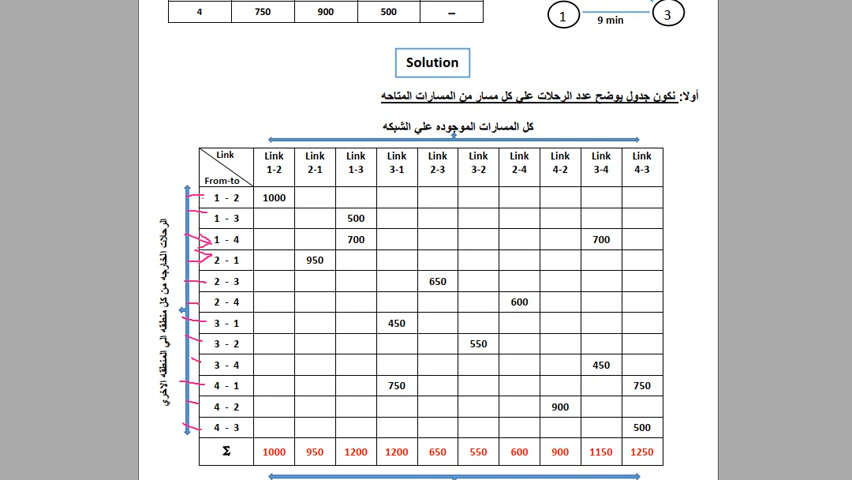 4 750 900 500 –
1 9 min 3
Solution
أولا: نكون جدول يوضح عدد الرحلات علي كل مسار من المسارات المتاحه
كل المسارات الموجوده علي الشبكه
Link From-to Link 1-2 Link 2-1 Link 1-3 Link 3-1 Link 2-3 Link 3-2 Link 2-4 Link 4-2 Link 3-4 Link 4-3
1 - 2 1000
1 - 3 500
1 - 4 700 700
2 - 1 950
2 - 3 650
2 - 4 600
3 - 1 450
3 - 2 550
3 - 4 450
4 - 1 750 750
4 - 2 900
4 - 3 500
Σ 1000 950 1200 1200 650 550 600 900 1150 1250
الرحلات الخارجه من كل منطقه الي المنطقه الاخري